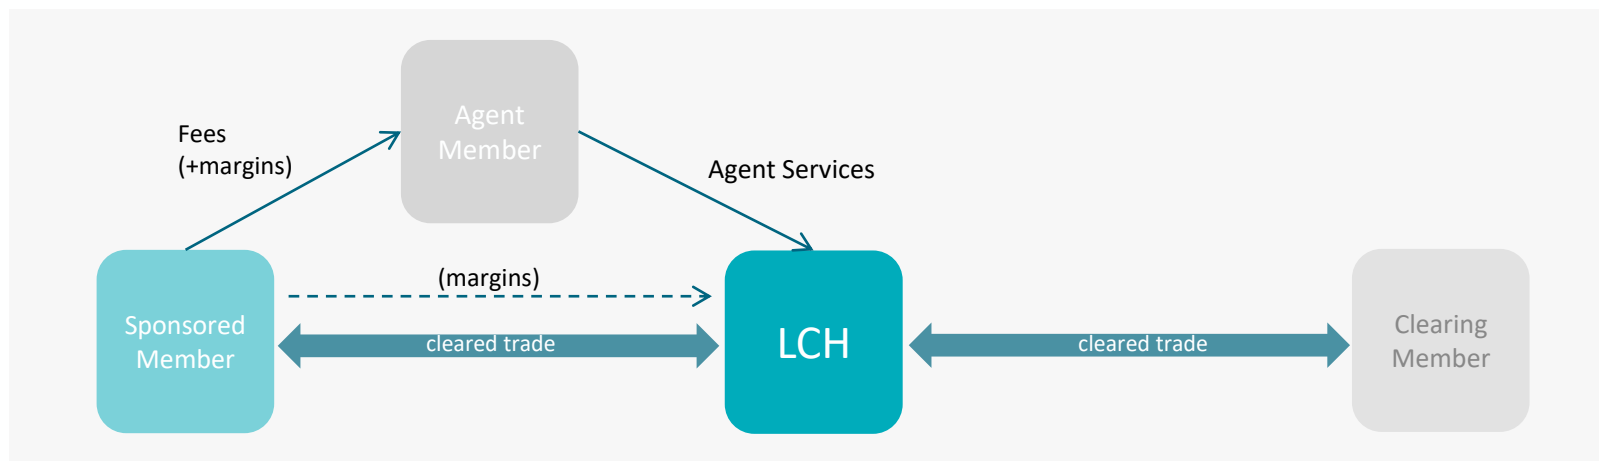 Agent
Member
Fees
(+margins)
Agent Services
(margins)
Sponsored
Member
cleared trade
LCH
cleared trade
Clearing
Member